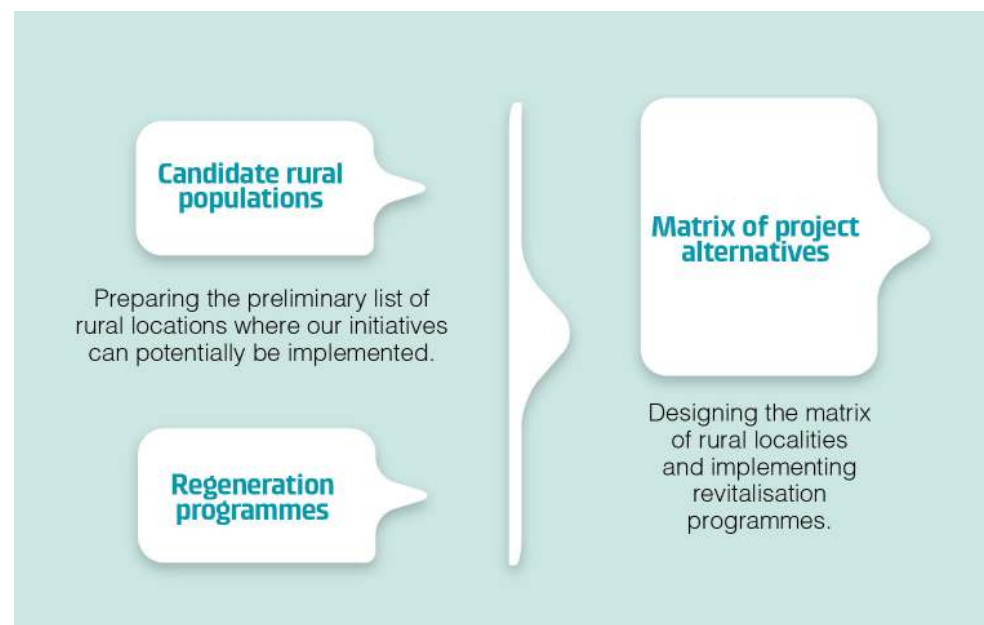 Candidate rural
populations
Preparing the preliminary list of
rural locations where our initiatives
can potentially be implemented.
Regeneration
programmes
Matrix of project
alternatives
Designing the matrix
of rural localities
and implementing
revitalisation
programmes.